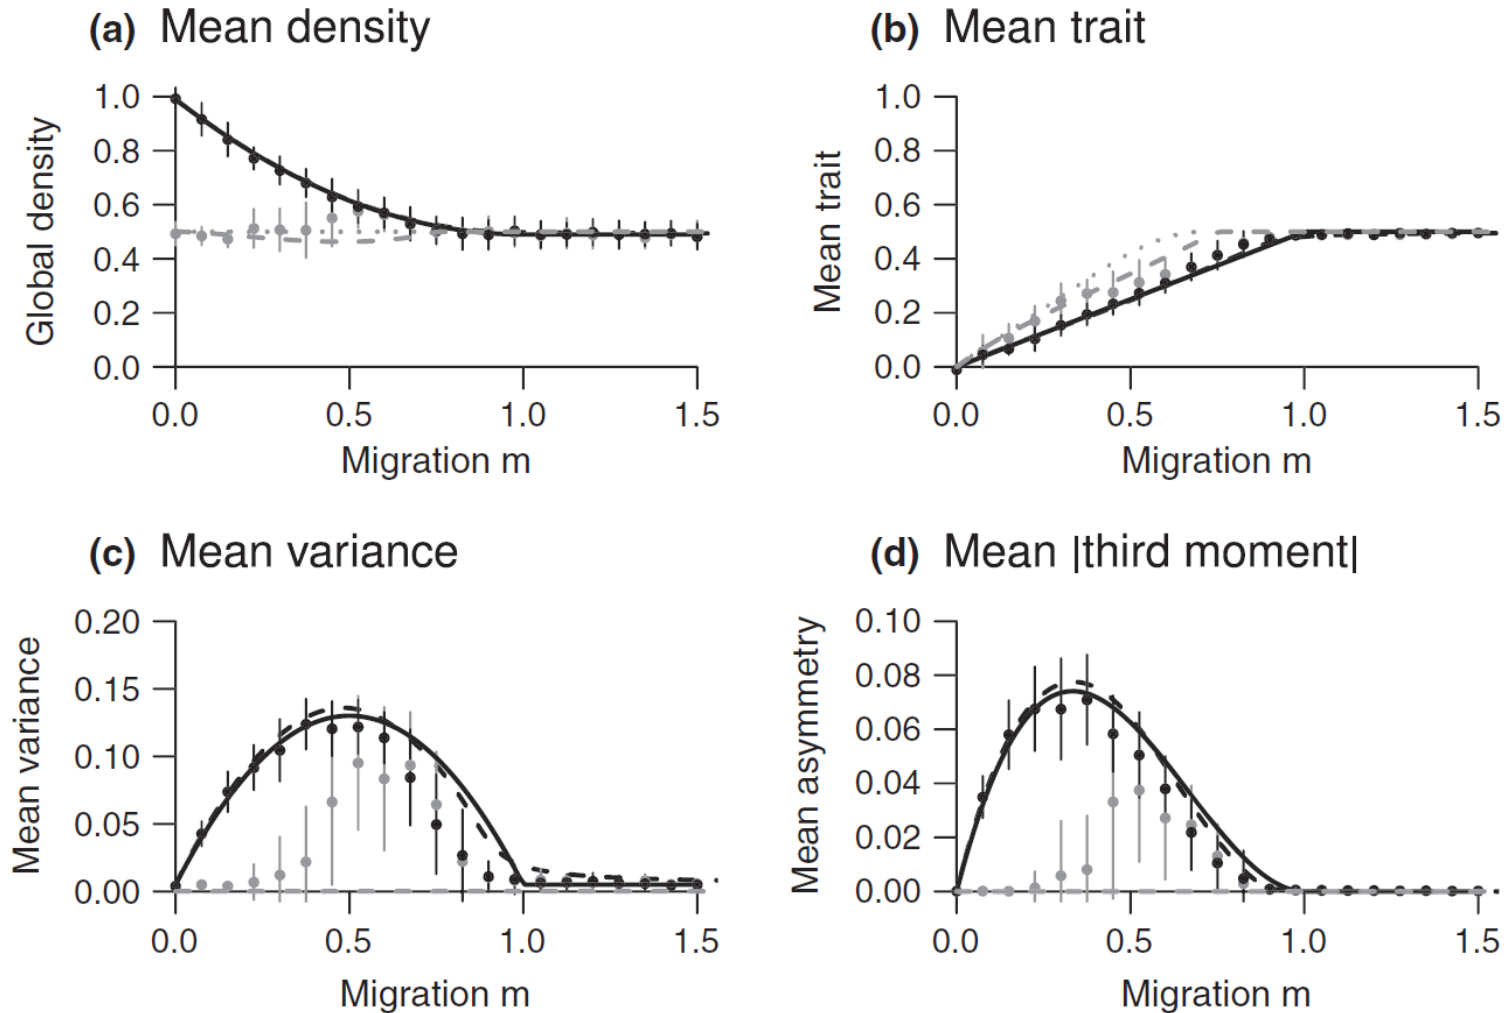 (a) Mean density
Global density
1.0
0.8
0.6
0.4
0.2
0.0
0.0 0.5 1.0 1.5
Migration m
(b) Mean trait
Mean trait
1.0
0.8
0.6
0.4
0.2
0.0
0.0 0.5 1.0 1.5
Migration m
(c) Mean variance
Mean variance
0.20
0.15
0.10
0.05
0.00
0.0 0.5 1.0 1.5
Migration m
(d) Mean |third moment|
Mean asymmetry
0.10
0.08
0.06
0.04
0.02
0.00
0.0 0.5 1.0 1.5
Migration m